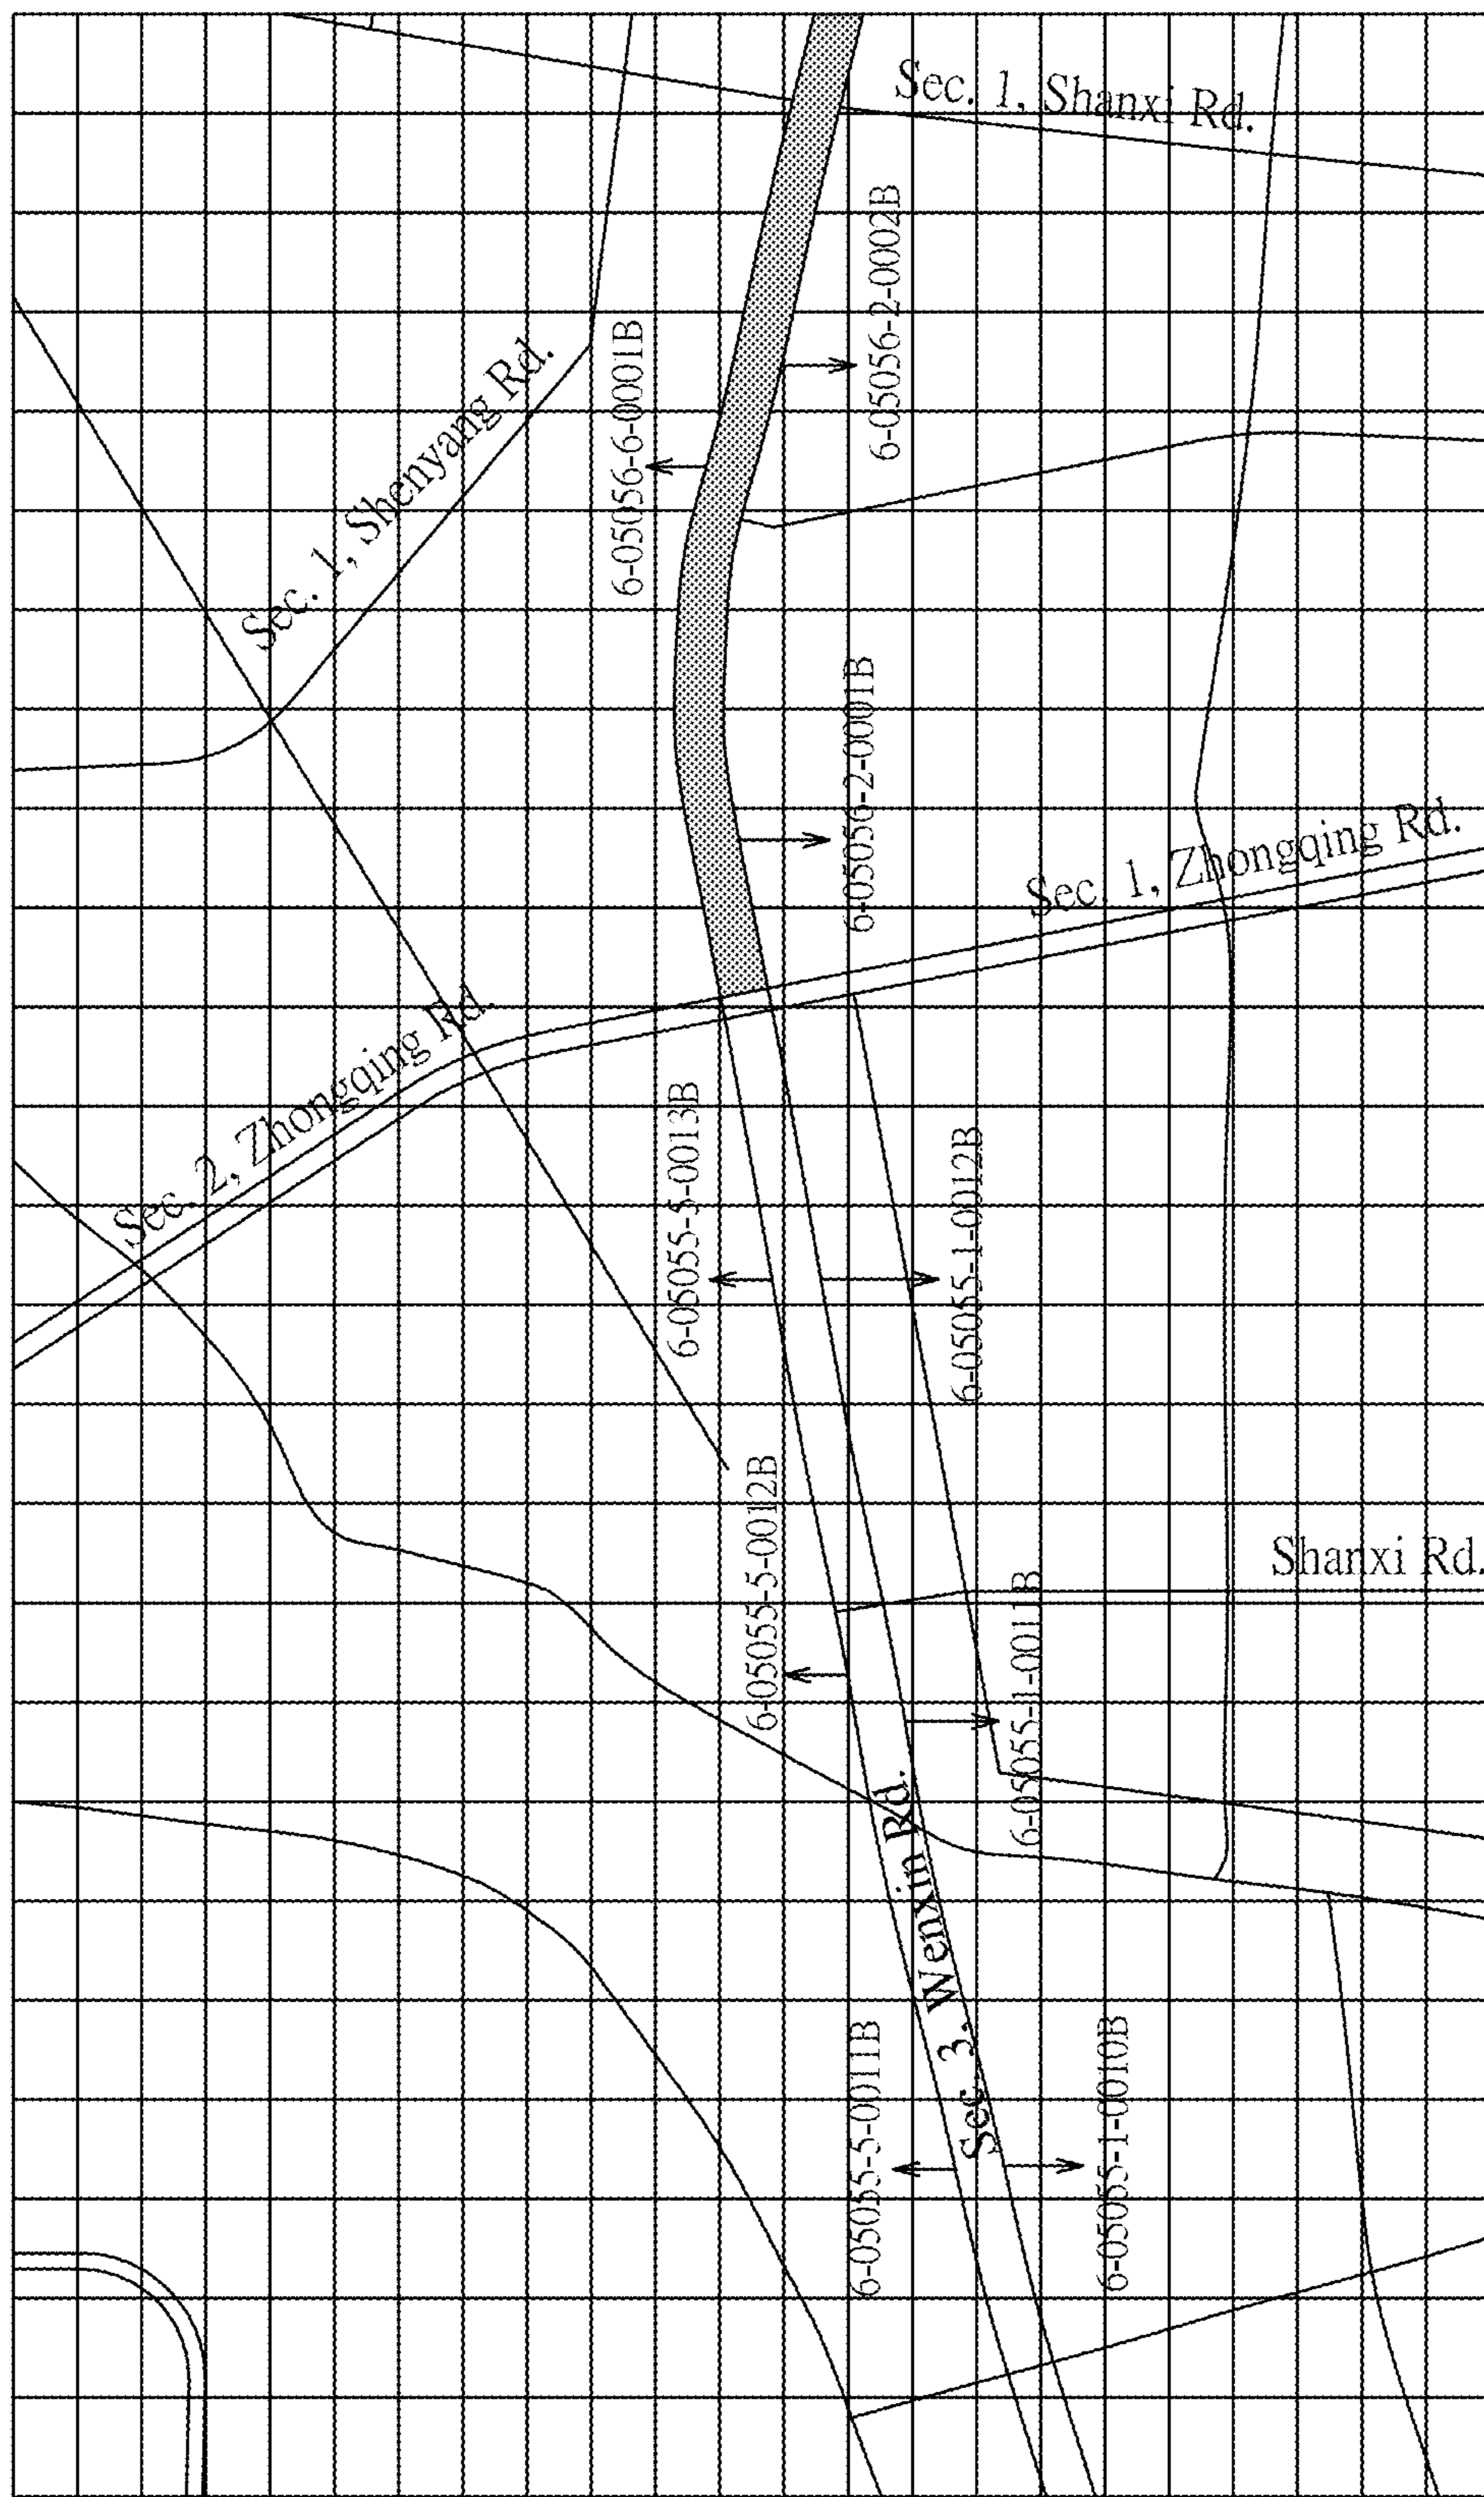 Sec. 1, Shanxi Rd.
6-05056-2-0002B
6-05056-6-0001B
Sec. 1, Shenyang Rd.
6-05056-2-0001B
Sec. 1, Zhongqing Rd.
Sec. 2, Zhongqing Rd.
6-05055-5-0013B
6-05055-1-0012B
6-05055-5-0012B
Shanxi Rd.
6-05055-1-0011B
Sec. 3, Wenxin Rd.
6-05055-5-0011B
6-05055-1-0010B